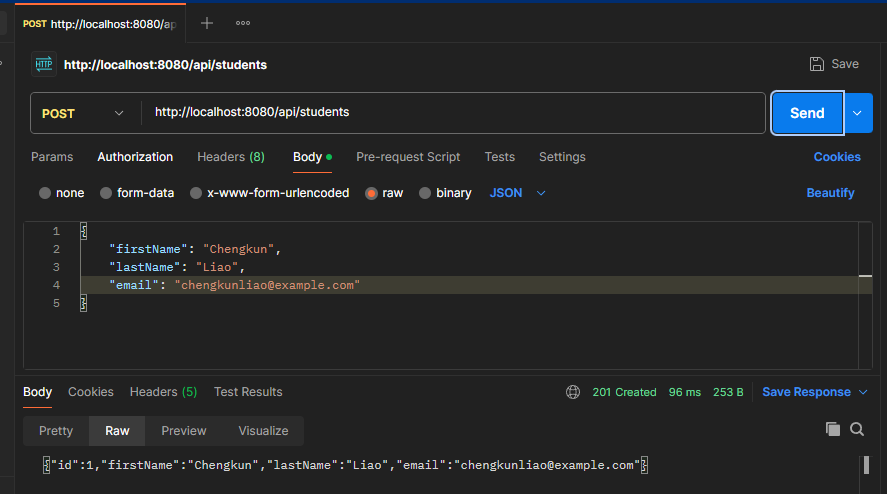 POST http://localhost:8080/ap
HTTP http://localhost:8080/api/students Save
POST http://localhost:8080/api/students Send
Params Authorization Headers (8) Body Pre-request Script Tests Settings Cookies
none form-data x-www-form-urlencoded raw binary JSON Beautify
1 {
2 "firstName": "Chengkun",
3 "lastName": "Liao",
4 "email": "chengkunliao@example.com"
5 }
Body Cookies Headers (5) Test Results 201 Created 96 ms 253 B Save Response
Pretty Raw Preview Visualize
{"id":1,"firstName":"Chengkun","lastName":"Liao","email":"chengkunliao@example.com"}